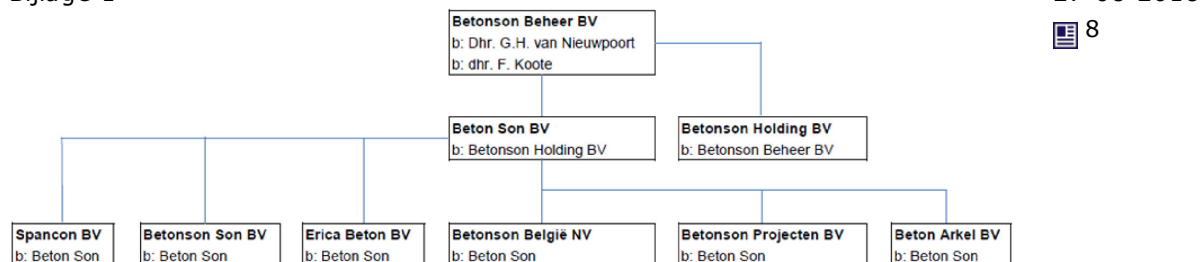 Betonson Beheer BV
b: Dhr. G.H. van Nieuwpoort
b: dhr. F. Koote
8
Beton Son BV
b: Betonson Holding BV
Betonson Holding BV
b: Betonson Beheer BV
Spancon BV
b: Beton Son
Betonson Son BV
b: Beton Son
Erica Beton BV
b: Beton Son
Betonson België NV
b: Beton Son
Betonson Projecten BV
b: Beton Son
Beton Arkel BV
b: Beton Son